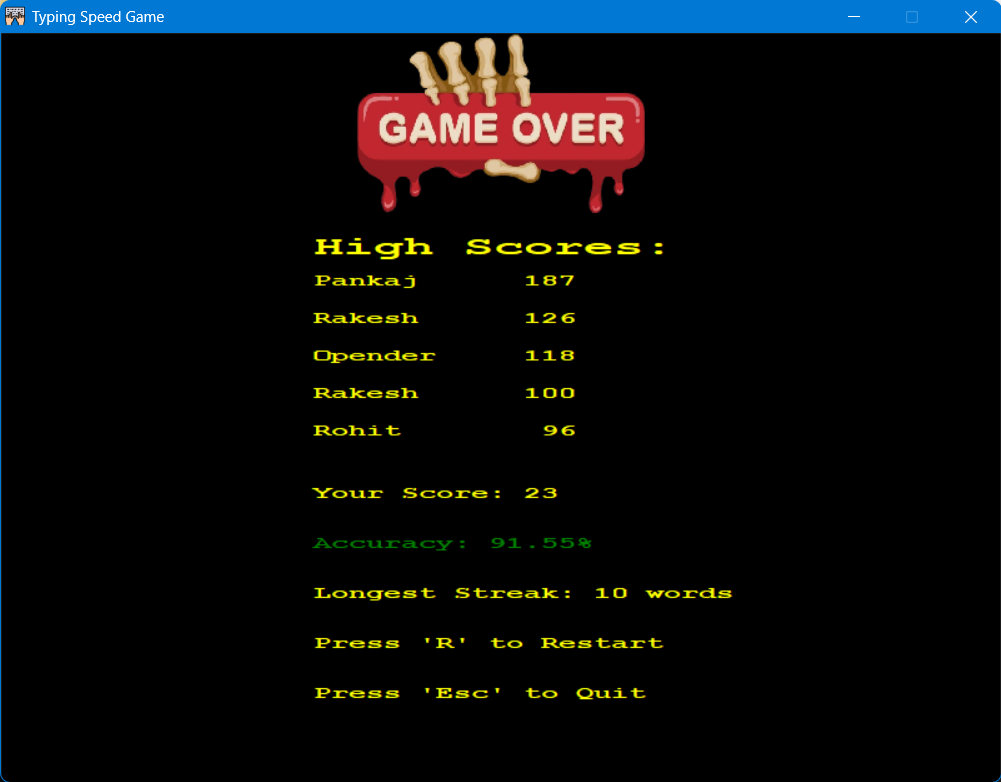 Typing Speed Game
GAME OVER
High Scores:
Pankaj 187
Rakesh 126
Opender 118
Rakesh 100
Rohit 96
Your Score: 23
Accuracy: 91.55%
Longest Streak: 10 words
Press 'R' to Restart
Press 'Esc' to Quit